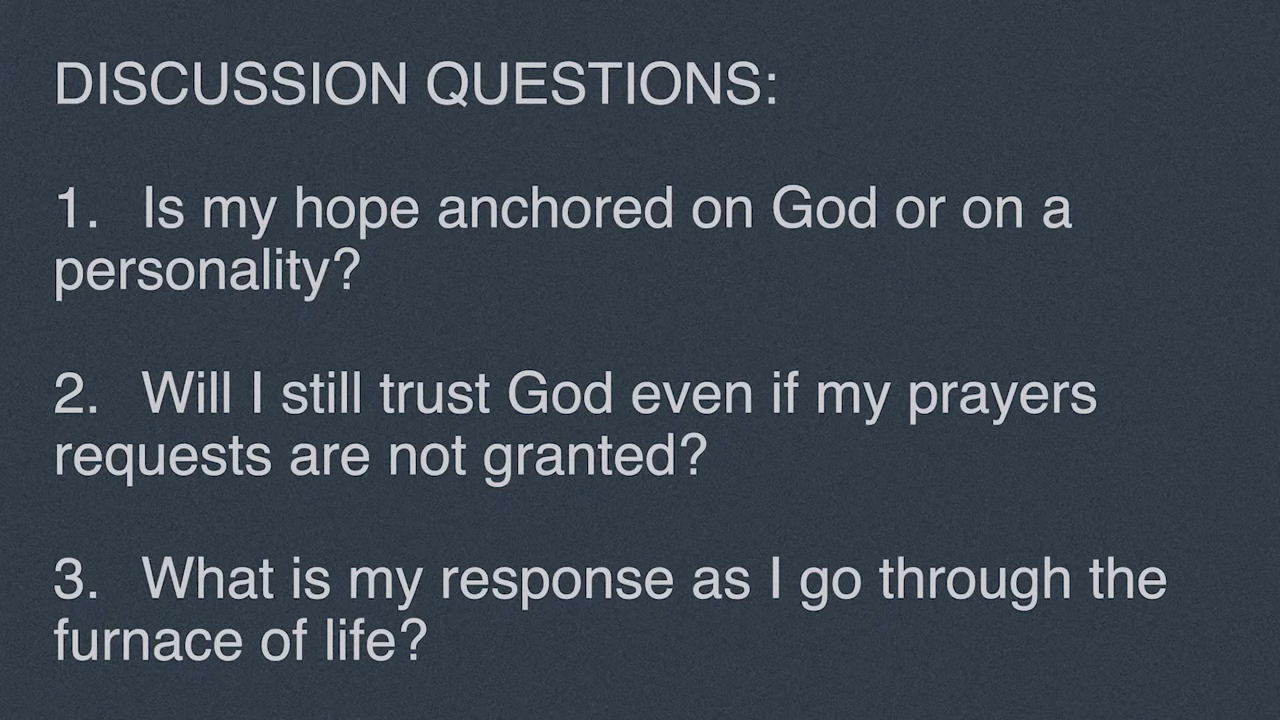 DISCUSSION QUESTIONS:
1. Is my hope anchored on God or on a
personality?
2. Will I still trust God even if my prayers
requests are not granted?
3. What is my response as I go through the
furnace of life?